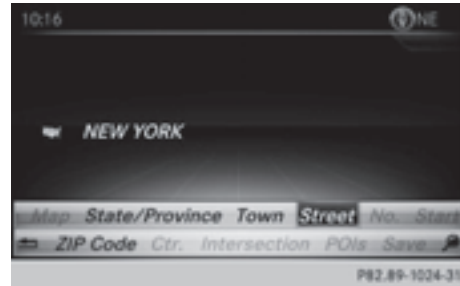 10:16 NE
NEW YORK
Map State/Province Town Street No. Start
ZIP Code Ctr. Intersection POIs Save
P82.89-1024-31